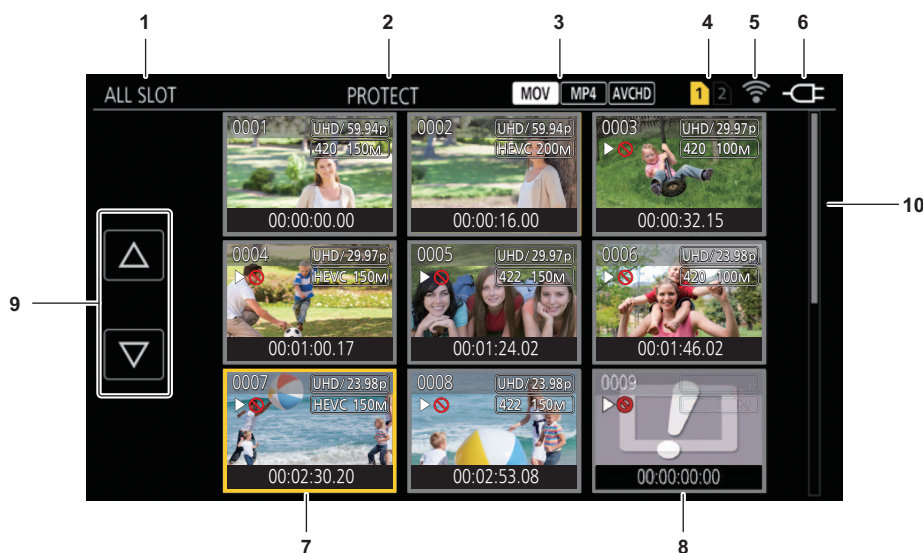 1 2 3 4 5 6
ALL SLOT PROTECT MOV MP4 AVCHD 1 2
0001 UHD/59.94p 0002 UHD/59.94p 0003 UHD/29.97p
420 150M HEVC 200M 420 100M
00:00:00.00 00:00:16.00 00:00:32.15
10
0004 UHD/29.97p 0005 UHD/29.97p 0006 UHD/23.98p
HEVC 150M 422 150M 420 100M
9
00:01:00.17 00:01:24.02 00:01:46.02
0007 UHD/23.98p 0008 UHD/23.98p 0009 p
HEVC 150M 422 150M M
00:02:30.20 00:02:53.08 00:00:00:00
7 8